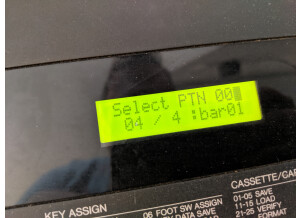 Select PTN 00
04 / 4 :bar01
CASSETTE/CAR
KEY ASSIGN
06 FOOT SW ASSIGN
01-05 SAVE
11-15 LOAD
21-25 VERIFY
FORMAT